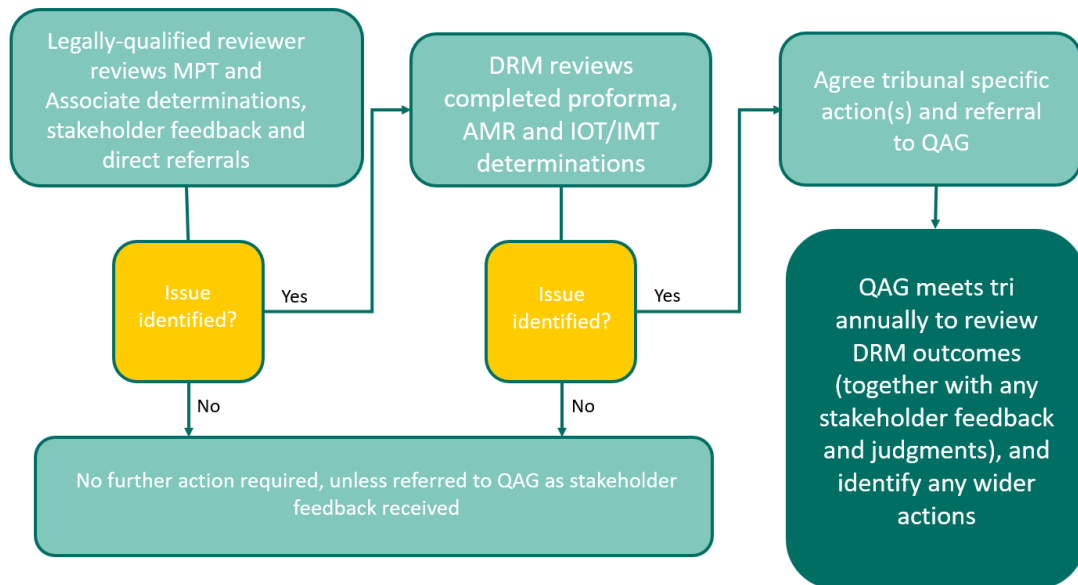 Legally-qualified reviewer
reviews MPT and
Associate determinations,
stakeholder feedback and
direct referrals
DRM reviews
completed proforma,
AMR and IOT/IMT
determinations
Agree tribunal specific
action(s) and referral
to QAG
Issue
identified?
Yes
Issue
identified?
Yes
No
No
No further action required, unless referred to QAG as stakeholder
feedback received
QAG meets tri
annually to review
DRM outcomes
(together with any
stakeholder feedback
and judgments), and
identify any wider
actions